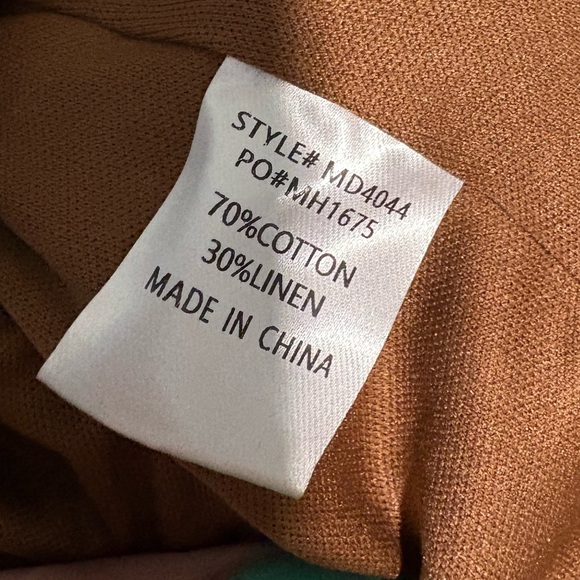 STYLE# MD4044
PO#MH1675
70%COTTON
30%LINEN
MADE IN CHINA